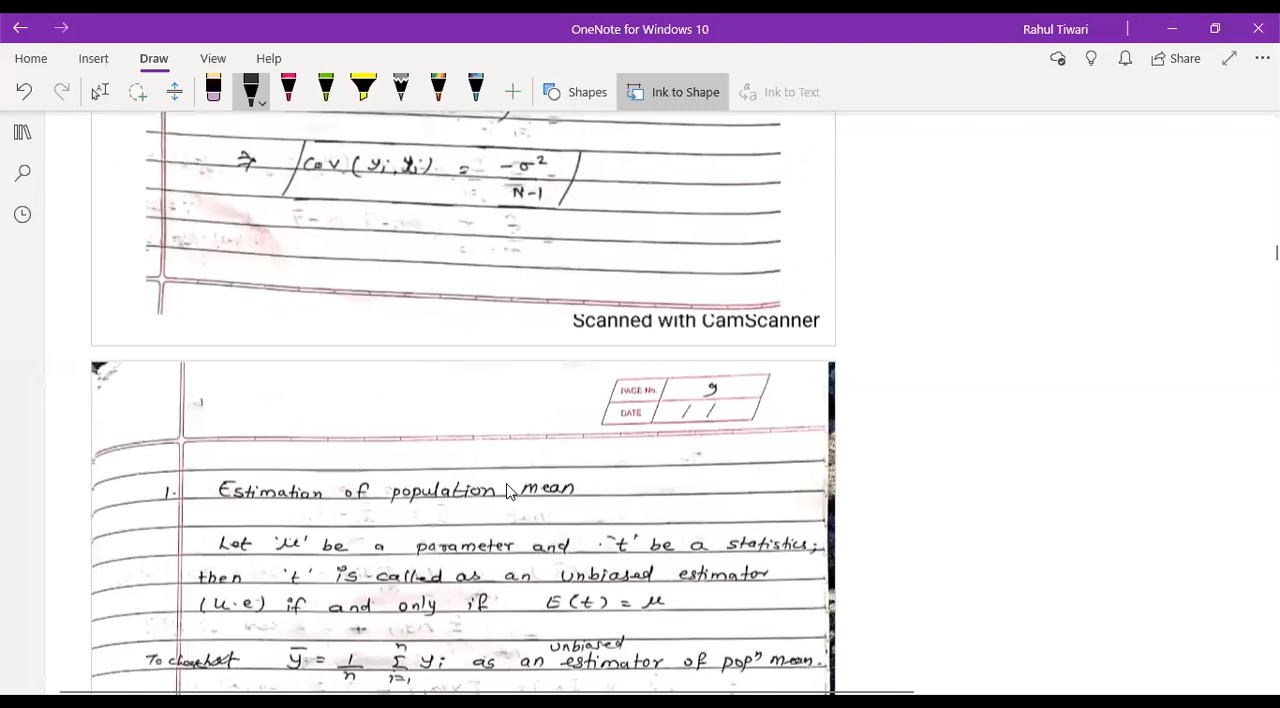 OneNote for Windows 10
Rahul Tiwari
Home Insert Draw View Help
Share
Shapes Ink to Shape Ink to Text
⇒ Cov (yi, yj) = -σ² / N-1
Scanned with CamScanner
PAGE No. 9
DATE / /
1. Estimation of population mean
Let 'μ' be a parameter and 't' be a statistics;
then 't' is called as an unbiased estimator
(u.e) if and only if E(t) = μ
unbiased
ȳ = 1/n Σ i=1 n yi as an estimator of popⁿ mean.